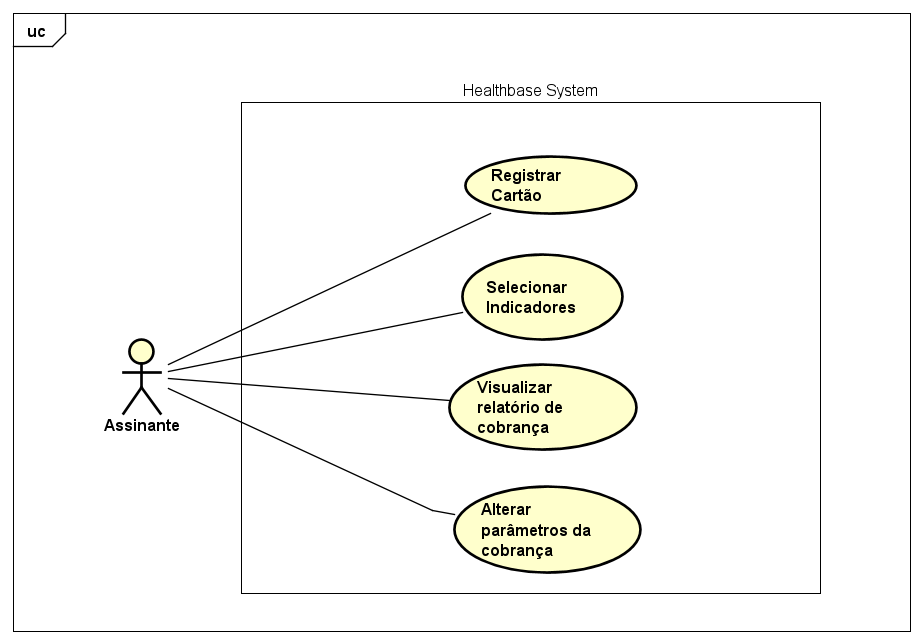 uc
Healthbase System
Registrar
Cartão
Selecionar
Indicadores
Visualizar
relatório de
cobrança
Assinante
Alterar
parâmetros da
cobrança